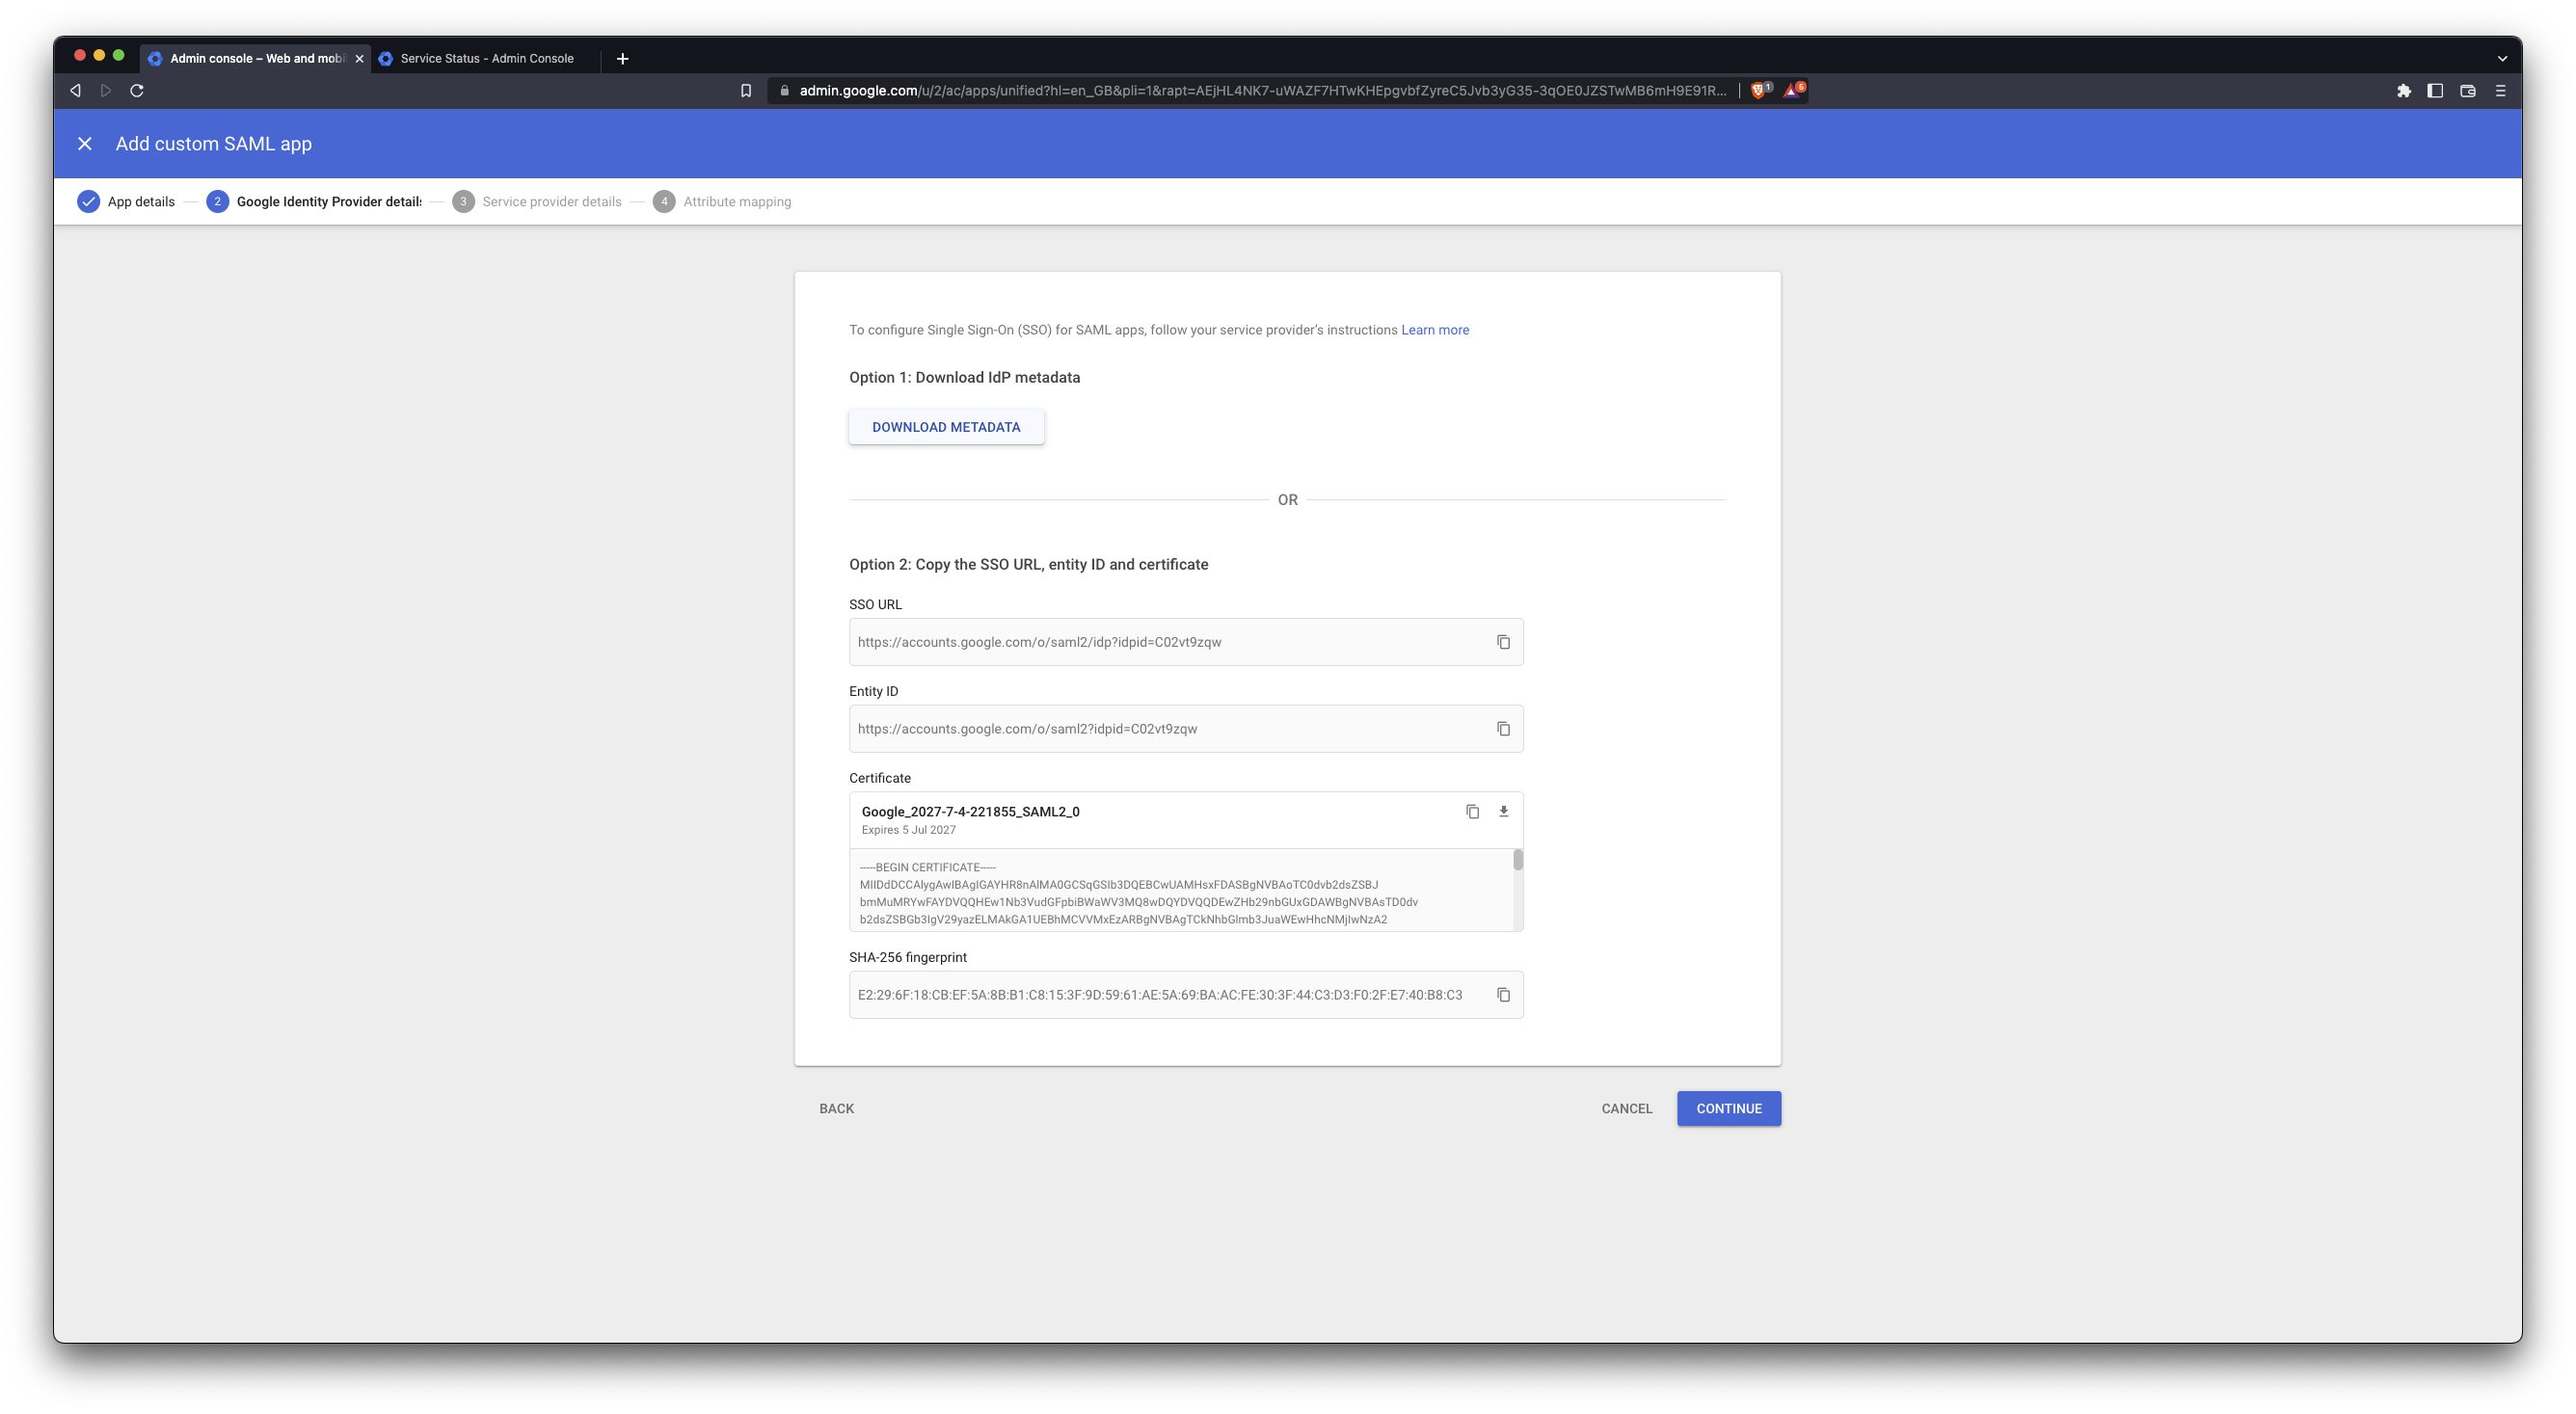 Admin console – Web and mobi
Service Status - Admin Console
admin.google.com/u/2/ac/apps/unified?hl=en_GB&pli=1&rapt=AEjHL4NK7-uWAZF7HTwKHEpgvbfZyreC5Jvb3yG35-3qOE0JZSTwMB6mH9E91R...
1
5
Add custom SAML app
App details
2 Google Identity Provider details
3 Service provider details
4 Attribute mapping
To configure Single Sign-On (SSO) for SAML apps, follow your service provider's instructions Learn more
Option 1: Download IdP metadata
DOWNLOAD METADATA
OR
Option 2: Copy the SSO URL, entity ID and certificate
SSO URL
https://accounts.google.com/o/saml2/idp?idpid=C02vt9zqw
Entity ID
https://accounts.google.com/o/saml2?idpid=C02vt9zqw
Certificate
Google_2027-7-4-221855_SAML2_0
Expires 5 Jul 2027
-----BEGIN CERTIFICATE-----
MIIDdDCCAlygAwIBAgIGAYHR8nAlMA0GCSqGSIb3DQEBCwUAMHsxFDASBgNVBAoTC0dvb2dsZSBJ
bmMuMRYwFAYDVQQHEw1Nb3VudGFpbiBWaWV3MQ8wDQYDVQQDEwZHb29nbGUxGDAWBgNVBAsTD0dv
b2dsZSBGb3IgV29yazELMAkGA1UEBhMCVVMxEzARBgNVBAgTCkNhbGlmb3JuaWEwHhcNMjIwNzA2
SHA-256 fingerprint
E2:29:6F:18:CB:EF:5A:8B:B1:C8:15:3F:9D:59:61:AE:5A:69:BA:AC:FE:30:3F:44:C3:D3:F0:2F:E7:40:B8:C3
BACK
CANCEL
CONTINUE